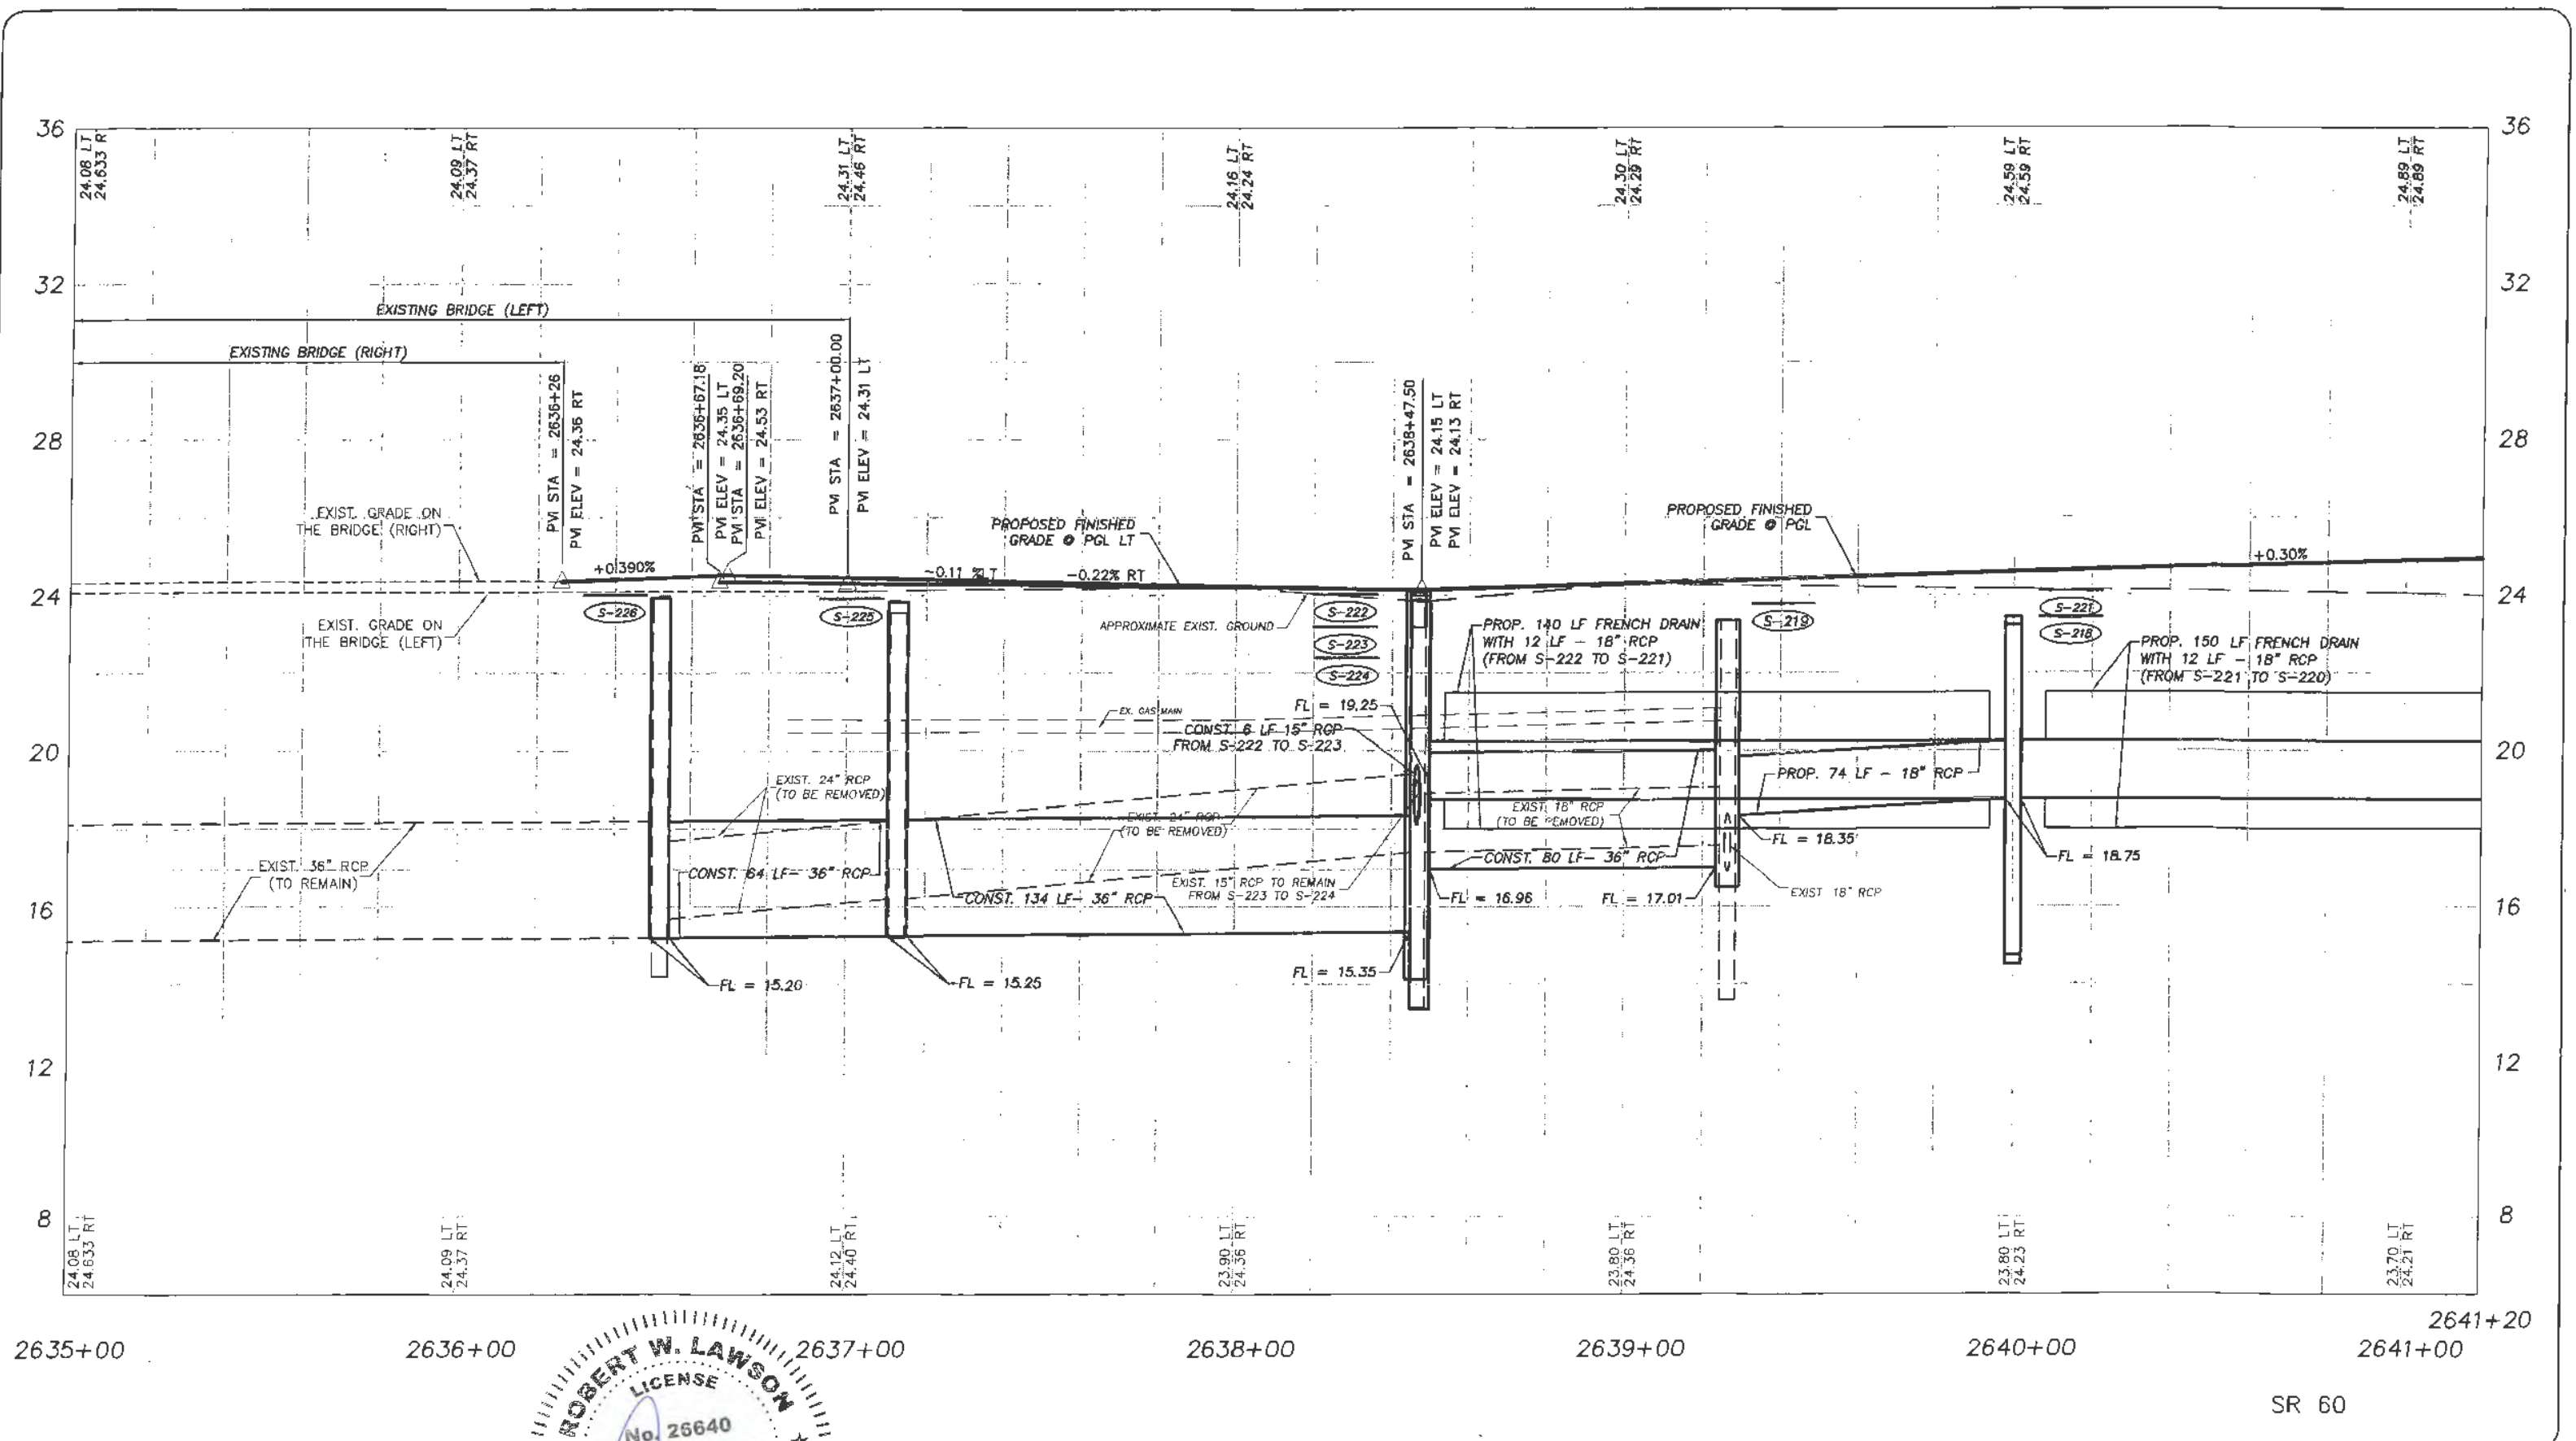 36
36
24.08 LT
24.633 R
24.09 LT
24.37 RT
24.31 LT
24.46 RT
24.16 LT
24.24 RT
24.30 LT
24.29 RT
24.59 LT
24.59 RT
24.89 LT
24.89 RT
32
32
EXISTING BRIDGE (LEFT)
EXISTING BRIDGE (RIGHT)
PVI STA = 2636+26
PVI ELEV = 24.36 RT
PVI STA = 2636+67.18
PVI ELEV = 24.35 LT
PVI STA = 2636+69.20
PVI ELEV = 24.53 RT
PVI STA = 2637+00.00
PVI ELEV = 24.31 LT
PVI STA = 2638+47.50
PVI ELEV = 24.15 LT
PVI ELEV = 24.13 RT
28
28
EXIST. GRADE ON
THE BRIDGE (RIGHT)
PROPOSED FINISHED
GRADE @ PGL LT
PROPOSED FINISHED
GRADE @ PGL
+0.390%
-0.11 % LT
-0.22% RT
+0.30%
24
24
EXIST. GRADE ON
THE BRIDGE (LEFT)
S-226
S-225
APPROXIMATE EXIST. GROUND
S-222
S-223
S-224
PROP. 140 LF FRENCH DRAIN
WITH 12 LF - 18" RCP
(FROM S-222 TO S-221)
S-219
S-221
S-218
PROP. 150 LF FRENCH DRAIN
WITH 12 LF - 18" RCP
(FROM S-221 TO S-220)
EX. GAS MAIN
FL = 19.25
CONST. 6 LF 15" RCP
FROM S-222 TO S-223
20
20
EXIST. 24" RCP
(TO BE REMOVED)
EXIST. 24" RCP
(TO BE REMOVED)
EXIST 18" RCP
(TO BE REMOVED)
PROP. 74 LF - 18" RCP
FL = 18.35
FL = 18.75
EXIST. 36" RCP
(TO REMAIN)
CONST. 64 LF- 36" RCP
CONST. 134 LF- 36" RCP
EXIST. 15" RCP TO REMAIN
FROM S-223 TO S-224
CONST. 80 LF- 36" RCP
FL = 16.96
FL = 17.01
EXIST 18" RCP
16
16
FL = 15.20
FL = 15.25
FL = 15.35
12
12
8
8
24.08 LT
24.633 RT
24.09 LT
24.37 RT
24.12 LT
24.40 RT
23.90 LT
24.36 RT
23.80 LT
24.36 RT
23.80 LT
24.23 RT
23.70 LT
24.21 RT
2641+20
2635+00
2636+00
2637+00
2638+00
2639+00
2640+00
2641+00
ROBERT W. LAWSON
LICENSE
No. 26640
SR 60